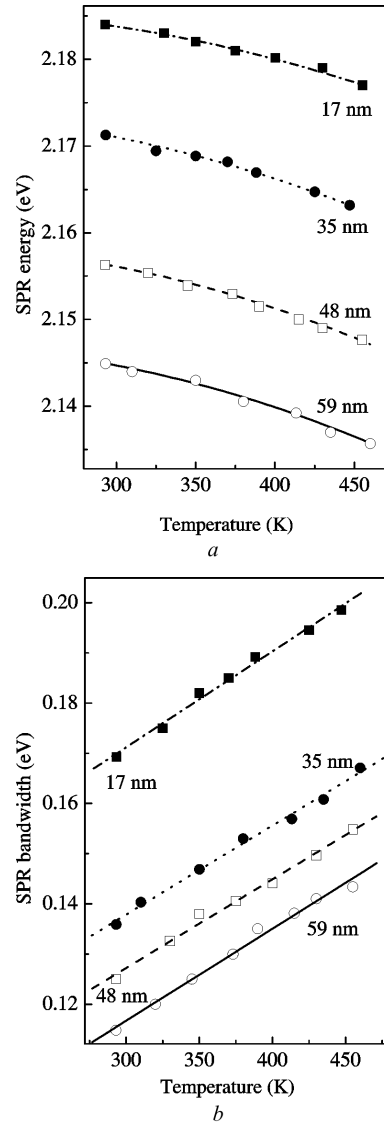 2.18
17 nm
2.17
35 nm
SPR energy (eV)
2.16
48 nm
2.15
59 nm
2.14
300 350 400 450
Temperature (K)
a
0.20
0.18
17 nm
35 nm
SPR bandwidth (eV)
0.16
0.14
59 nm
48 nm
0.12
300 350 400 450
Temperature (K)
b